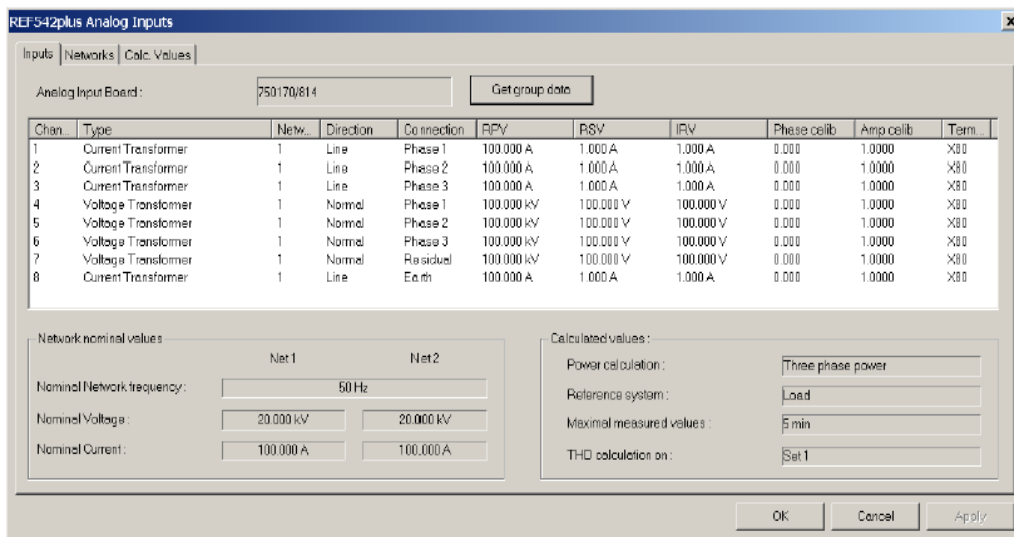 REF542plus Analog Inputs
Inputs Networks Calc. Values
Analog Input Board : 750170/814 Get group data
Chan... Type Netw... Direction Connection RPV RSV IRV Phase calib Amp calib Term...
1 Current Transformer 1 Line Phase 1 100.000 A 1.000 A 1.000 A 0.000 1.0000 X80
2 Current Transformer 1 Line Phase 2 100.000 A 1.000 A 1.000 A 0.000 1.0000 X80
3 Current Transformer 1 Line Phase 3 100.000 A 1.000 A 1.000 A 0.000 1.0000 X80
4 Voltage Transformer 1 Normal Phase 1 100.000 kV 100.000 V 100.000 V 0.000 1.0000 X80
5 Voltage Transformer 1 Normal Phase 2 100.000 kV 100.000 V 100.000 V 0.000 1.0000 X80
6 Voltage Transformer 1 Normal Phase 3 100.000 kV 100.000 V 100.000 V 0.000 1.0000 X80
7 Voltage Transformer 1 Normal Residual 100.000 kV 100.000 V 100.000 V 0.000 1.0000 X80
8 Current Transformer 1 Line Earth 100.000 A 1.000 A 1.000 A 0.000 1.0000 X80
Network nominal values
Net 1 Net 2
Nominal Network frequency : 50 Hz
Nominal Voltage : 20.000 kV 20.000 kV
Nominal Current : 100.000 A 100.000 A
Calculated values :
Power calculation : Three phase power
Reference system : Load
Maximal measured values : 5 min
THD calculation on : Set 1
OK Cancel Apply